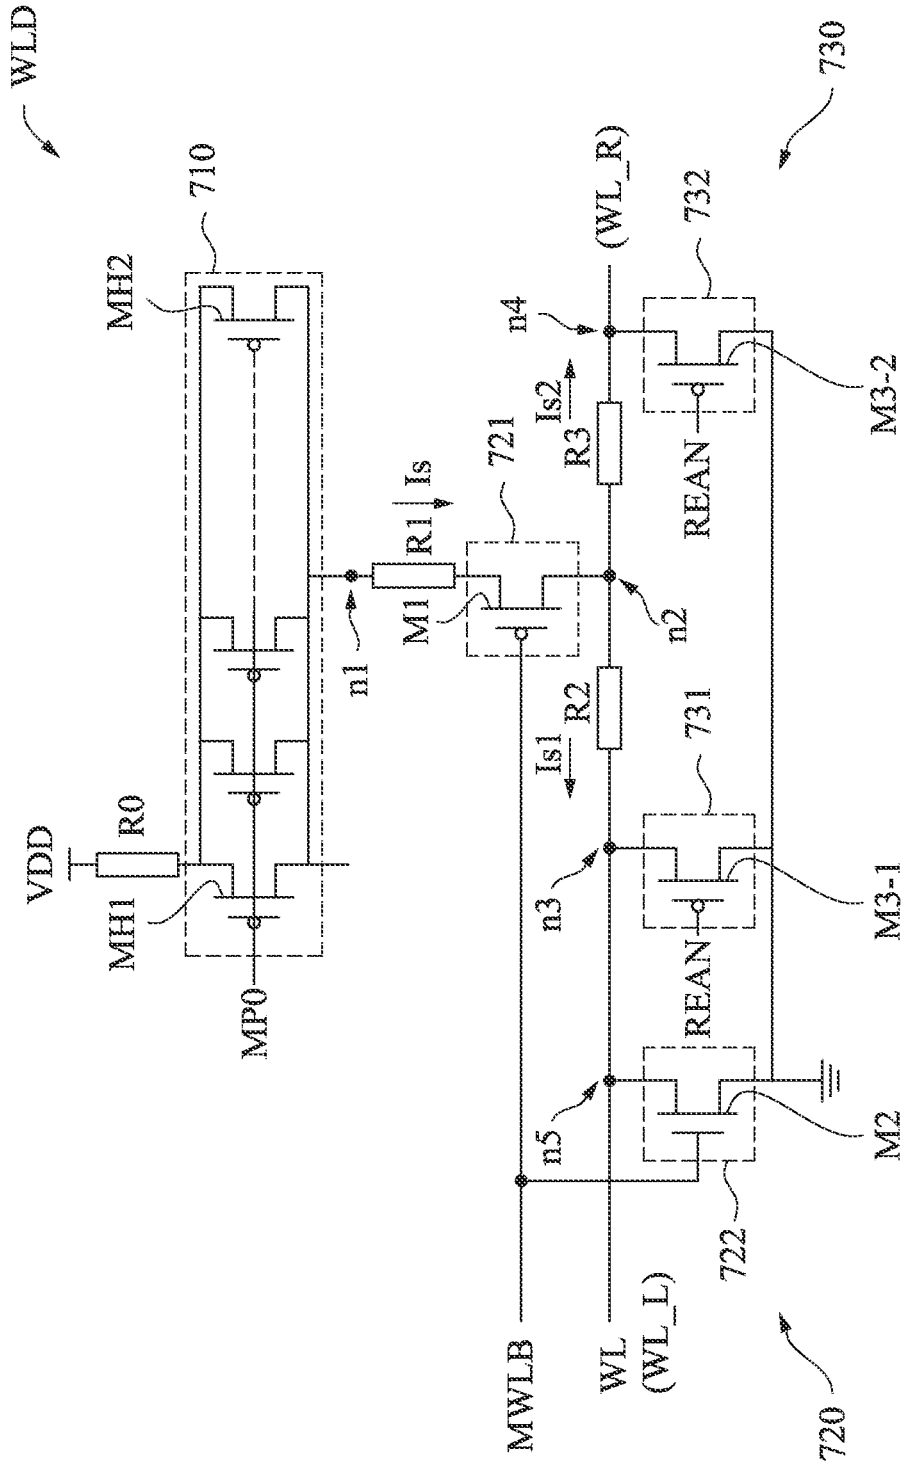 WLD
710
MH2
VDD
R0
MH1
MP0
n1
R1
Is
721
M1
n2
R2
Is1
R3
Is2
n4
(WL_R)
730
732
M3-2
REAN
731
M3-1
REAN
n3
n5
M2
722
MWLB
WL
(WL_L)
720